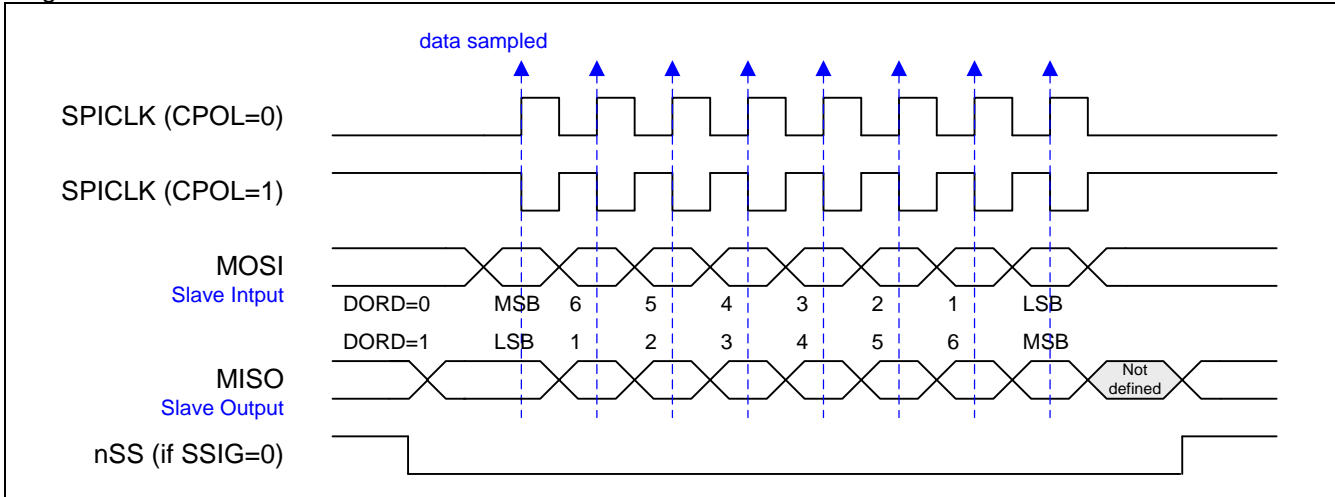 data sampled
SPICLK (CPOL=0)
SPICLK (CPOL=1)
MOSI
Slave Intput
DORD=0 MSB 6 5 4 3 2 1 LSB
DORD=1 LSB 1 2 3 4 5 6 MSB
MISO
Slave Output
Not
defined
nSS (if SSIG=0)